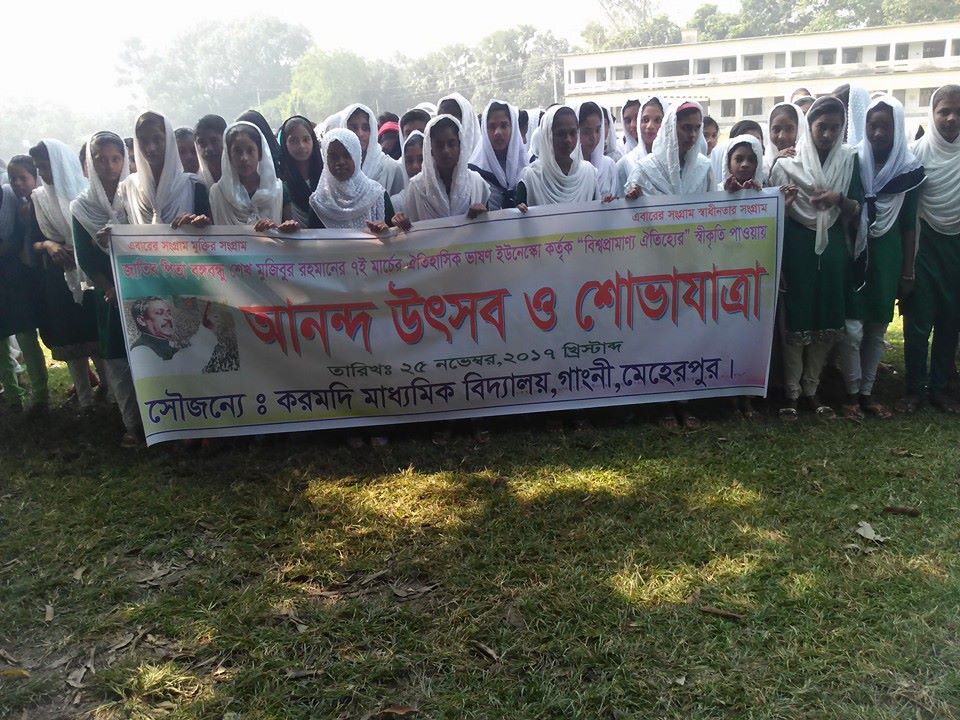 এবারের সংগ্রাম মুক্তির সংগ্রাম
এবারের সংগ্রাম স্বাধীনতার সংগ্রাম
জাতির পিতা বঙ্গবন্ধু শেখ মুজিবুর রহমানের ৭ই মার্চের ঐতিহাসিক ভাষণ ইউনেস্কো কর্তৃক "বিশ্বপ্রামাণ্য ঐতিহ্যের" স্বীকৃতি পাওয়ায়
আনন্দ উৎসব ও শোভাযাত্রা
তারিখঃ ২৫ নভেম্বর,২০১৭ খ্রিস্টাব্দ
সৌজন্যে ঃ করমদি মাধ্যমিক বিদ্যালয়,গাংনী,মেহেরপুর।